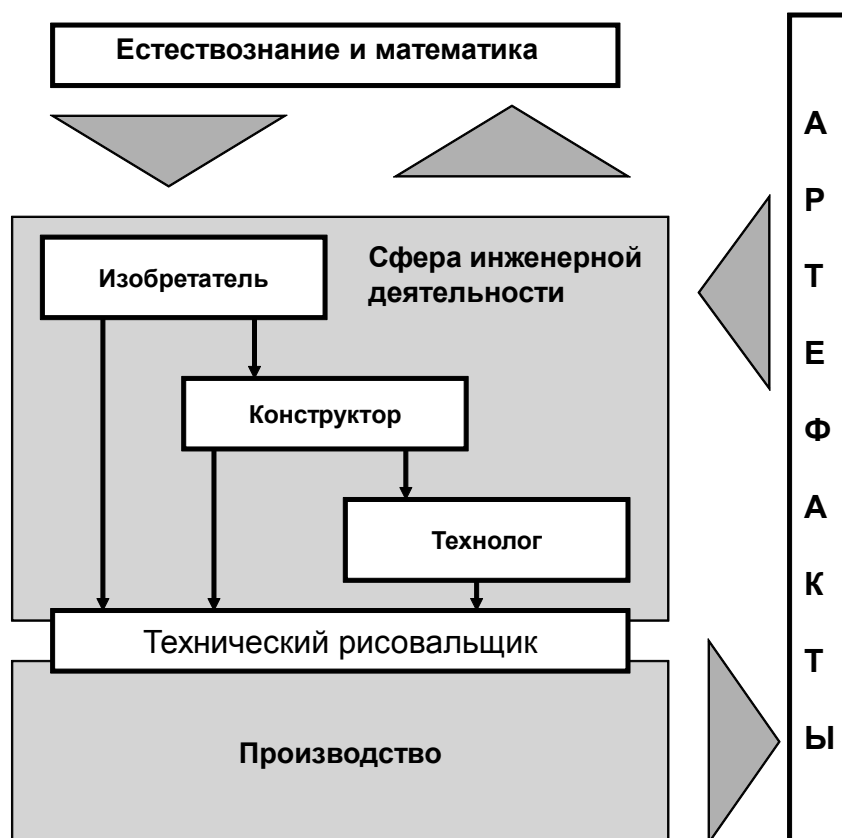 Естествознание и математика
Сфера инженерной
деятельности
Изобретатель
Конструктор
Технолог
Технический рисовальщик
Производство
А
Р
Т
Е
Ф
А
К
Т
Ы